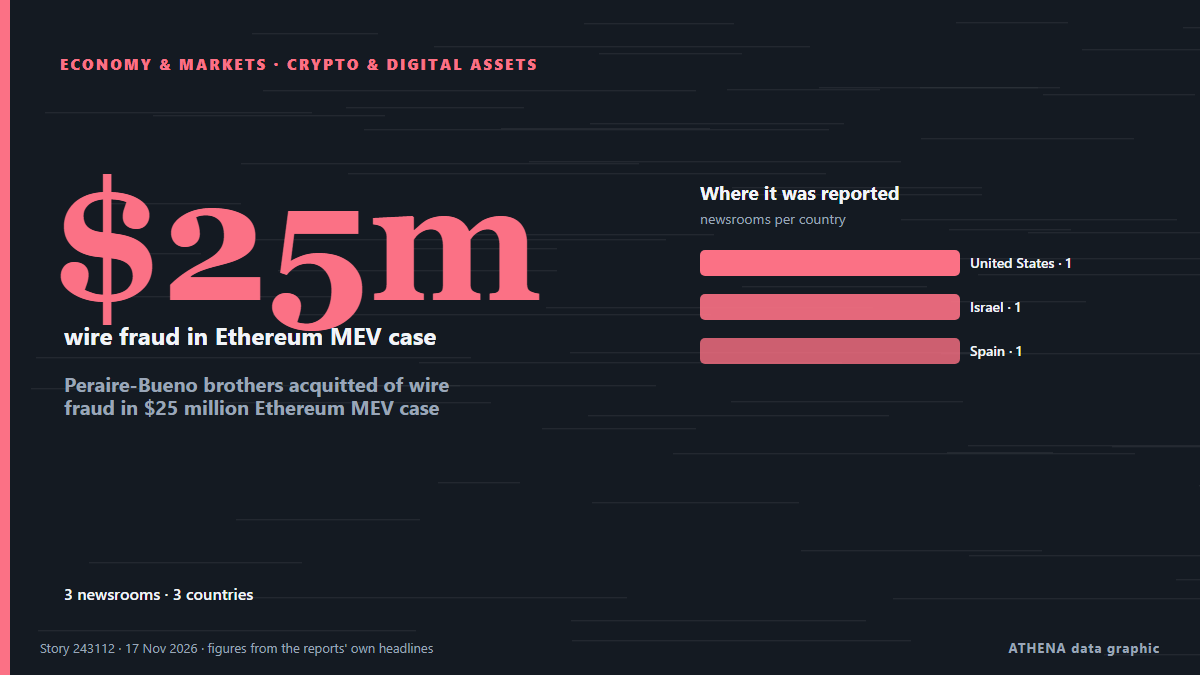 ECONOMY & MARKETS · CRYPTO & DIGITAL ASSETS
$25m
wire fraud in Ethereum MEV case
Peraire-Bueno brothers acquitted of wire
fraud in $25 million Ethereum MEV case
Where it was reported
newsrooms per country
United States · 1
Israel · 1
Spain · 1
3 newsrooms · 3 countries
Story 243112 · 17 Nov 2026 · figures from the reports' own headlines
ATHENA data graphic